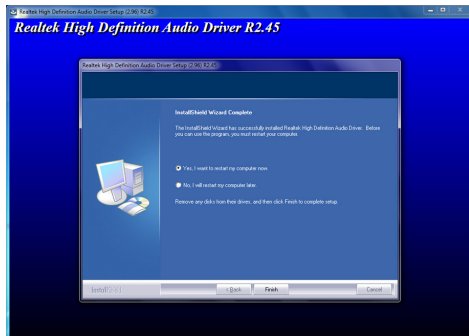 Realtek High Definition Audio Driver Setup (2.96) R2.45
Realtek High Definition Audio Driver R2.45
Realtek High Definition Audio Driver Setup (2.96) R2.45
InstallShield Wizard Complete
The InstallShield Wizard has successfully installed Realtek High Definition Audio Driver. Before
you can use the program, you must restart your computer.
Yes, I want to restart my computer now.
No, I will restart my computer later.
Remove any disks from their drives, and then click Finish to complete setup.
InstallShield
< Back
Finish
Cancel